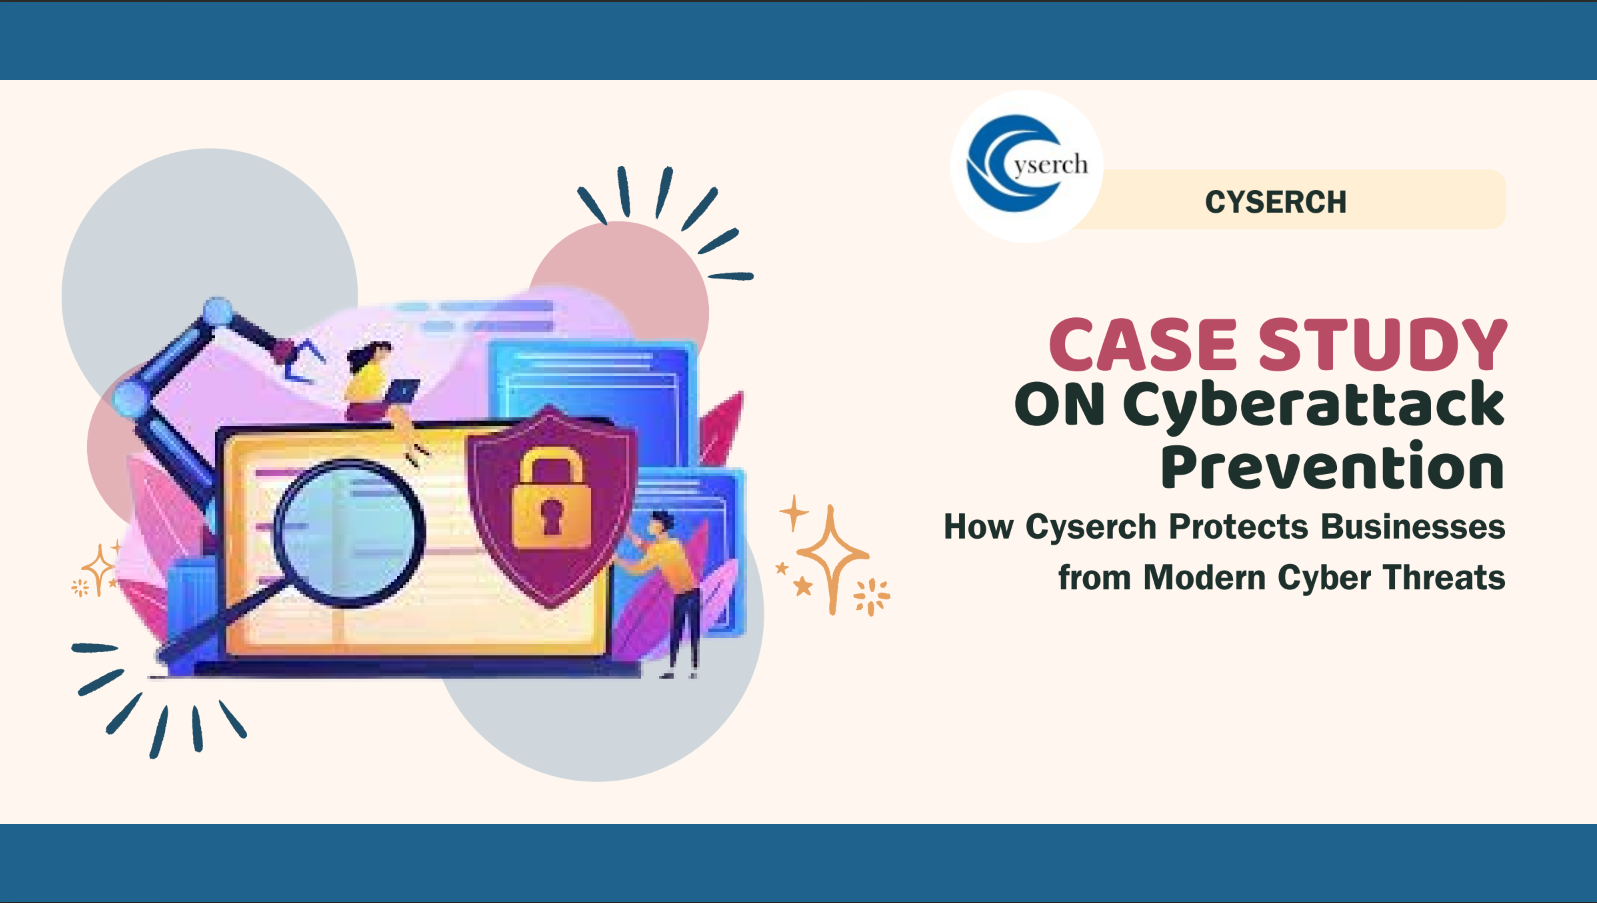 yserch
CYSERCH
CASE STUDY
ON Cyberattack
Prevention
How Cyserch Protects Businesses
from Modern Cyber Threats